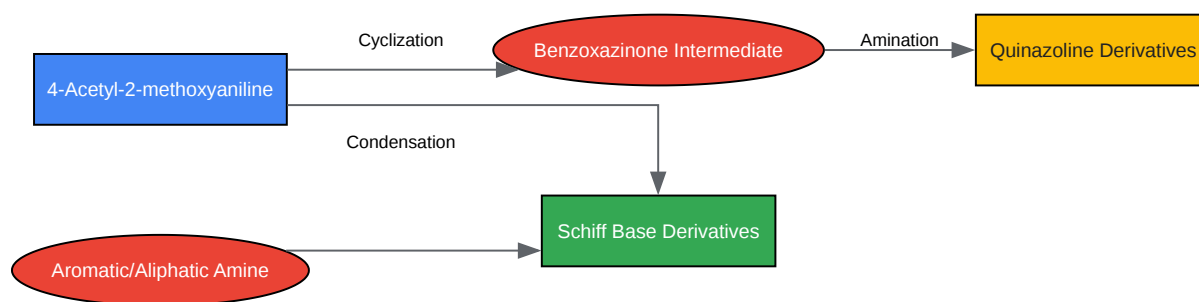 Cyclization
Benzoxazinone Intermediate
Amination
Quinazoline Derivatives
4-Acetyl-2-methoxyaniline
Condensation
Schiff Base Derivatives
Aromatic/Aliphatic Amine